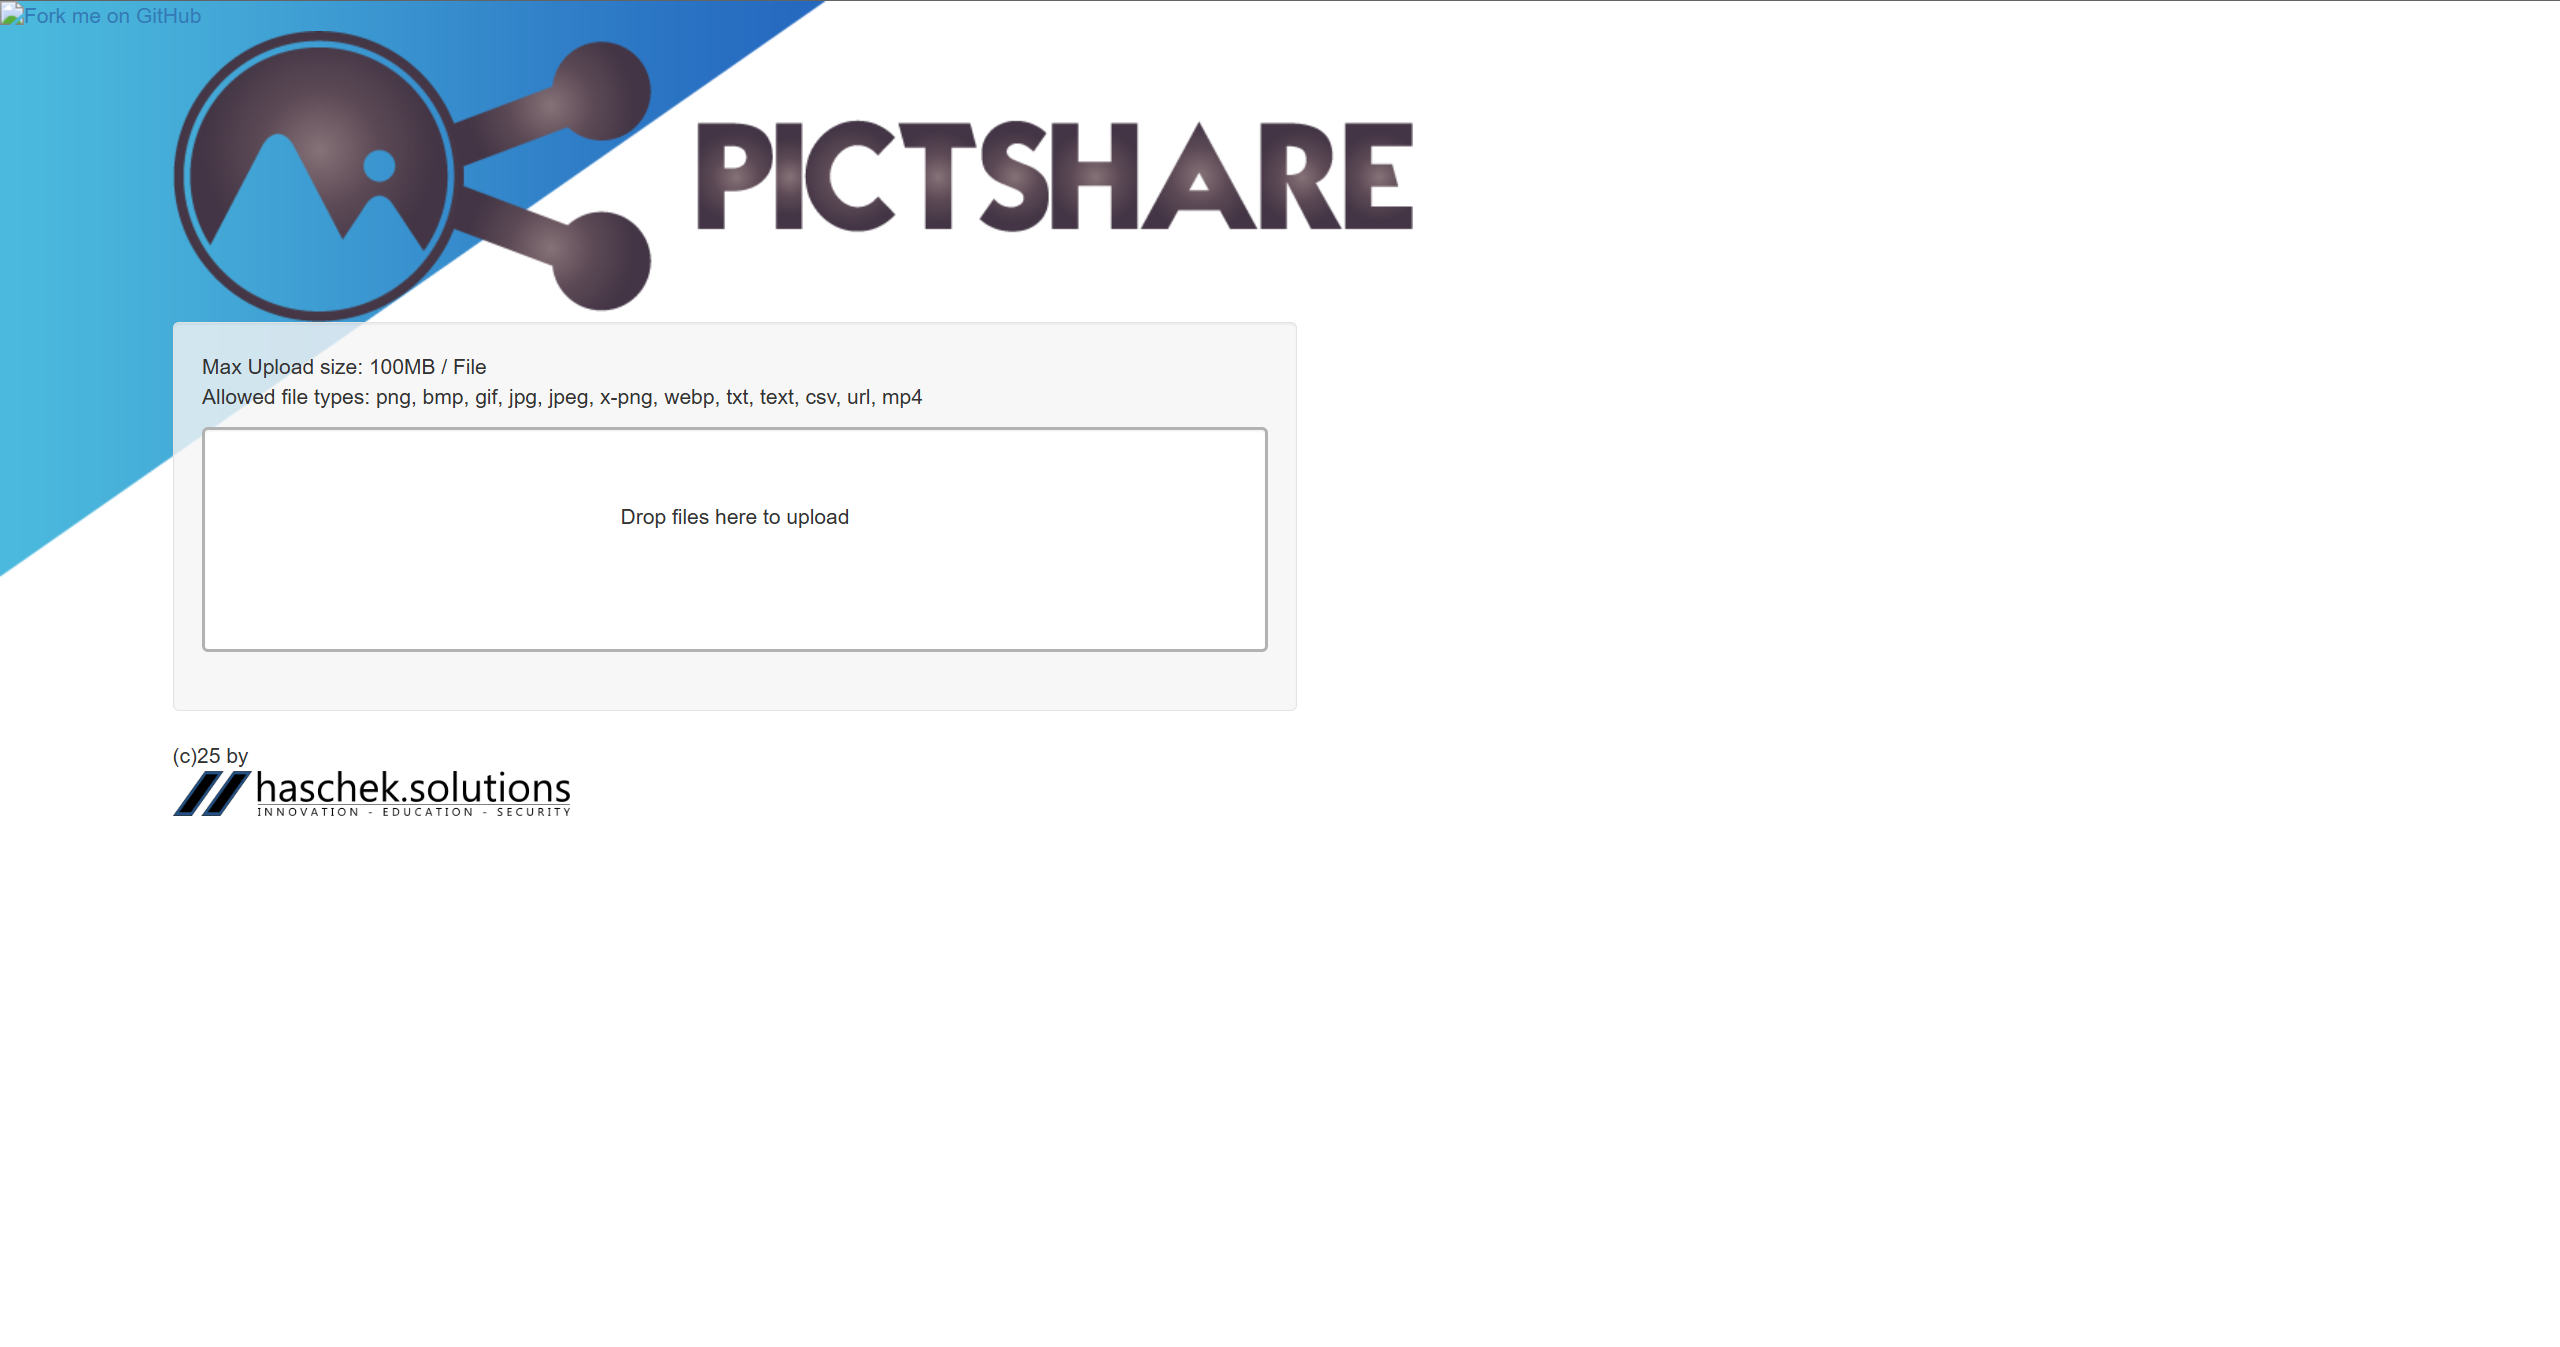 Fork me on GitHub
PICTSHARE
Max Upload size: 100MB / File
Allowed file types: png, bmp, gif, jpg, jpeg, x-png, webp, txt, text, csv, url, mp4
Drop files here to upload
(c)25 by
haschek.solutions
INNOVATION - EDUCATION - SECURITY